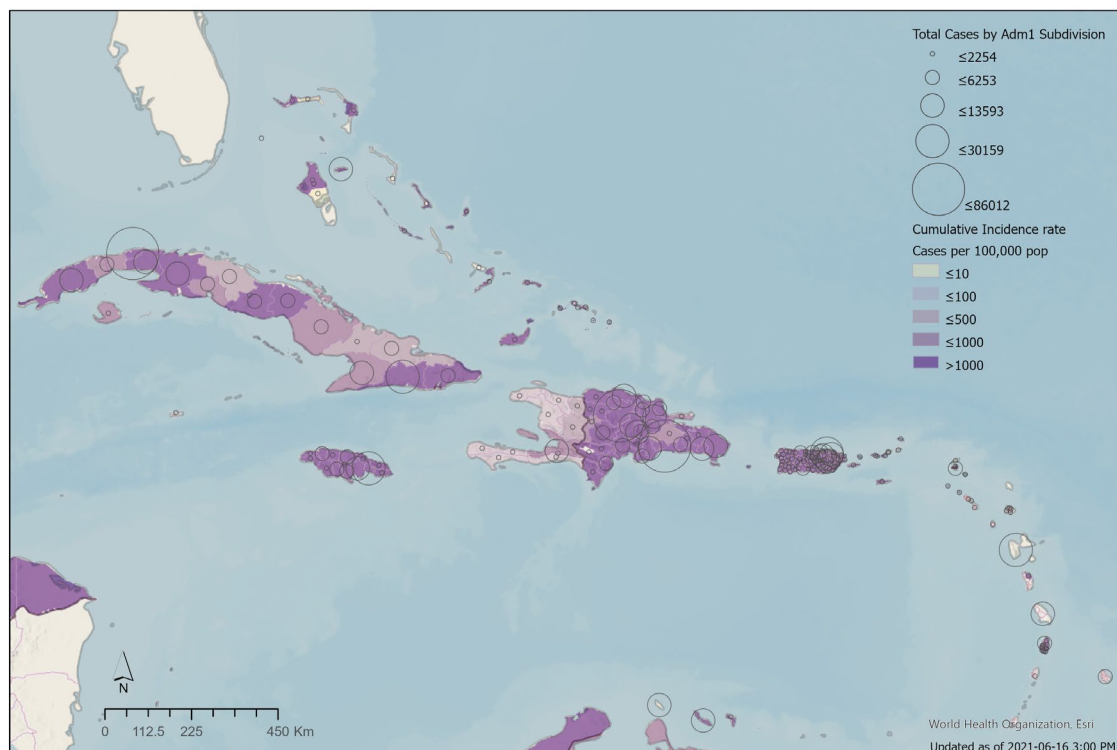 Total Cases by Adm1 Subdivision
≤2254
≤6253
≤13593
≤30159
≤86012
Cumulative Incidence rate
Cases per 100,000 pop
≤10
≤100
≤500
≤1000
>1000
N
0 112.5 225 450 Km
World Health Organization, Esri
Updated as of 2021-06-16 3:00 PM